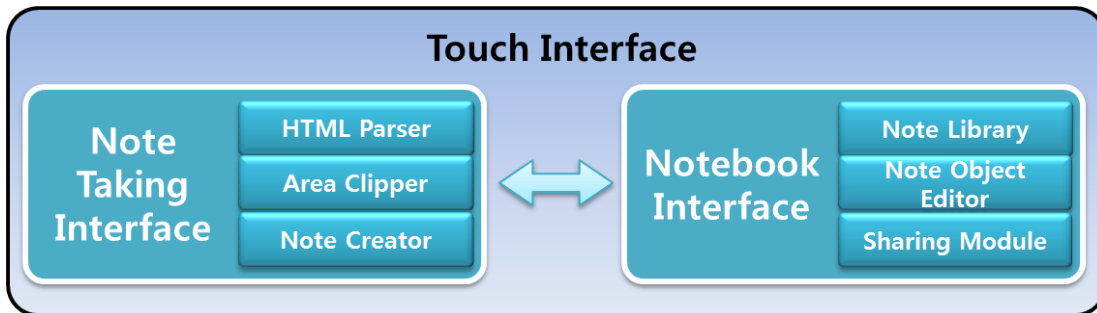 Touch Interface
Note
Taking
Interface
HTML Parser
Area Clipper
Note Creator
Notebook
Interface
Note Library
Note Object
Editor
Sharing Module